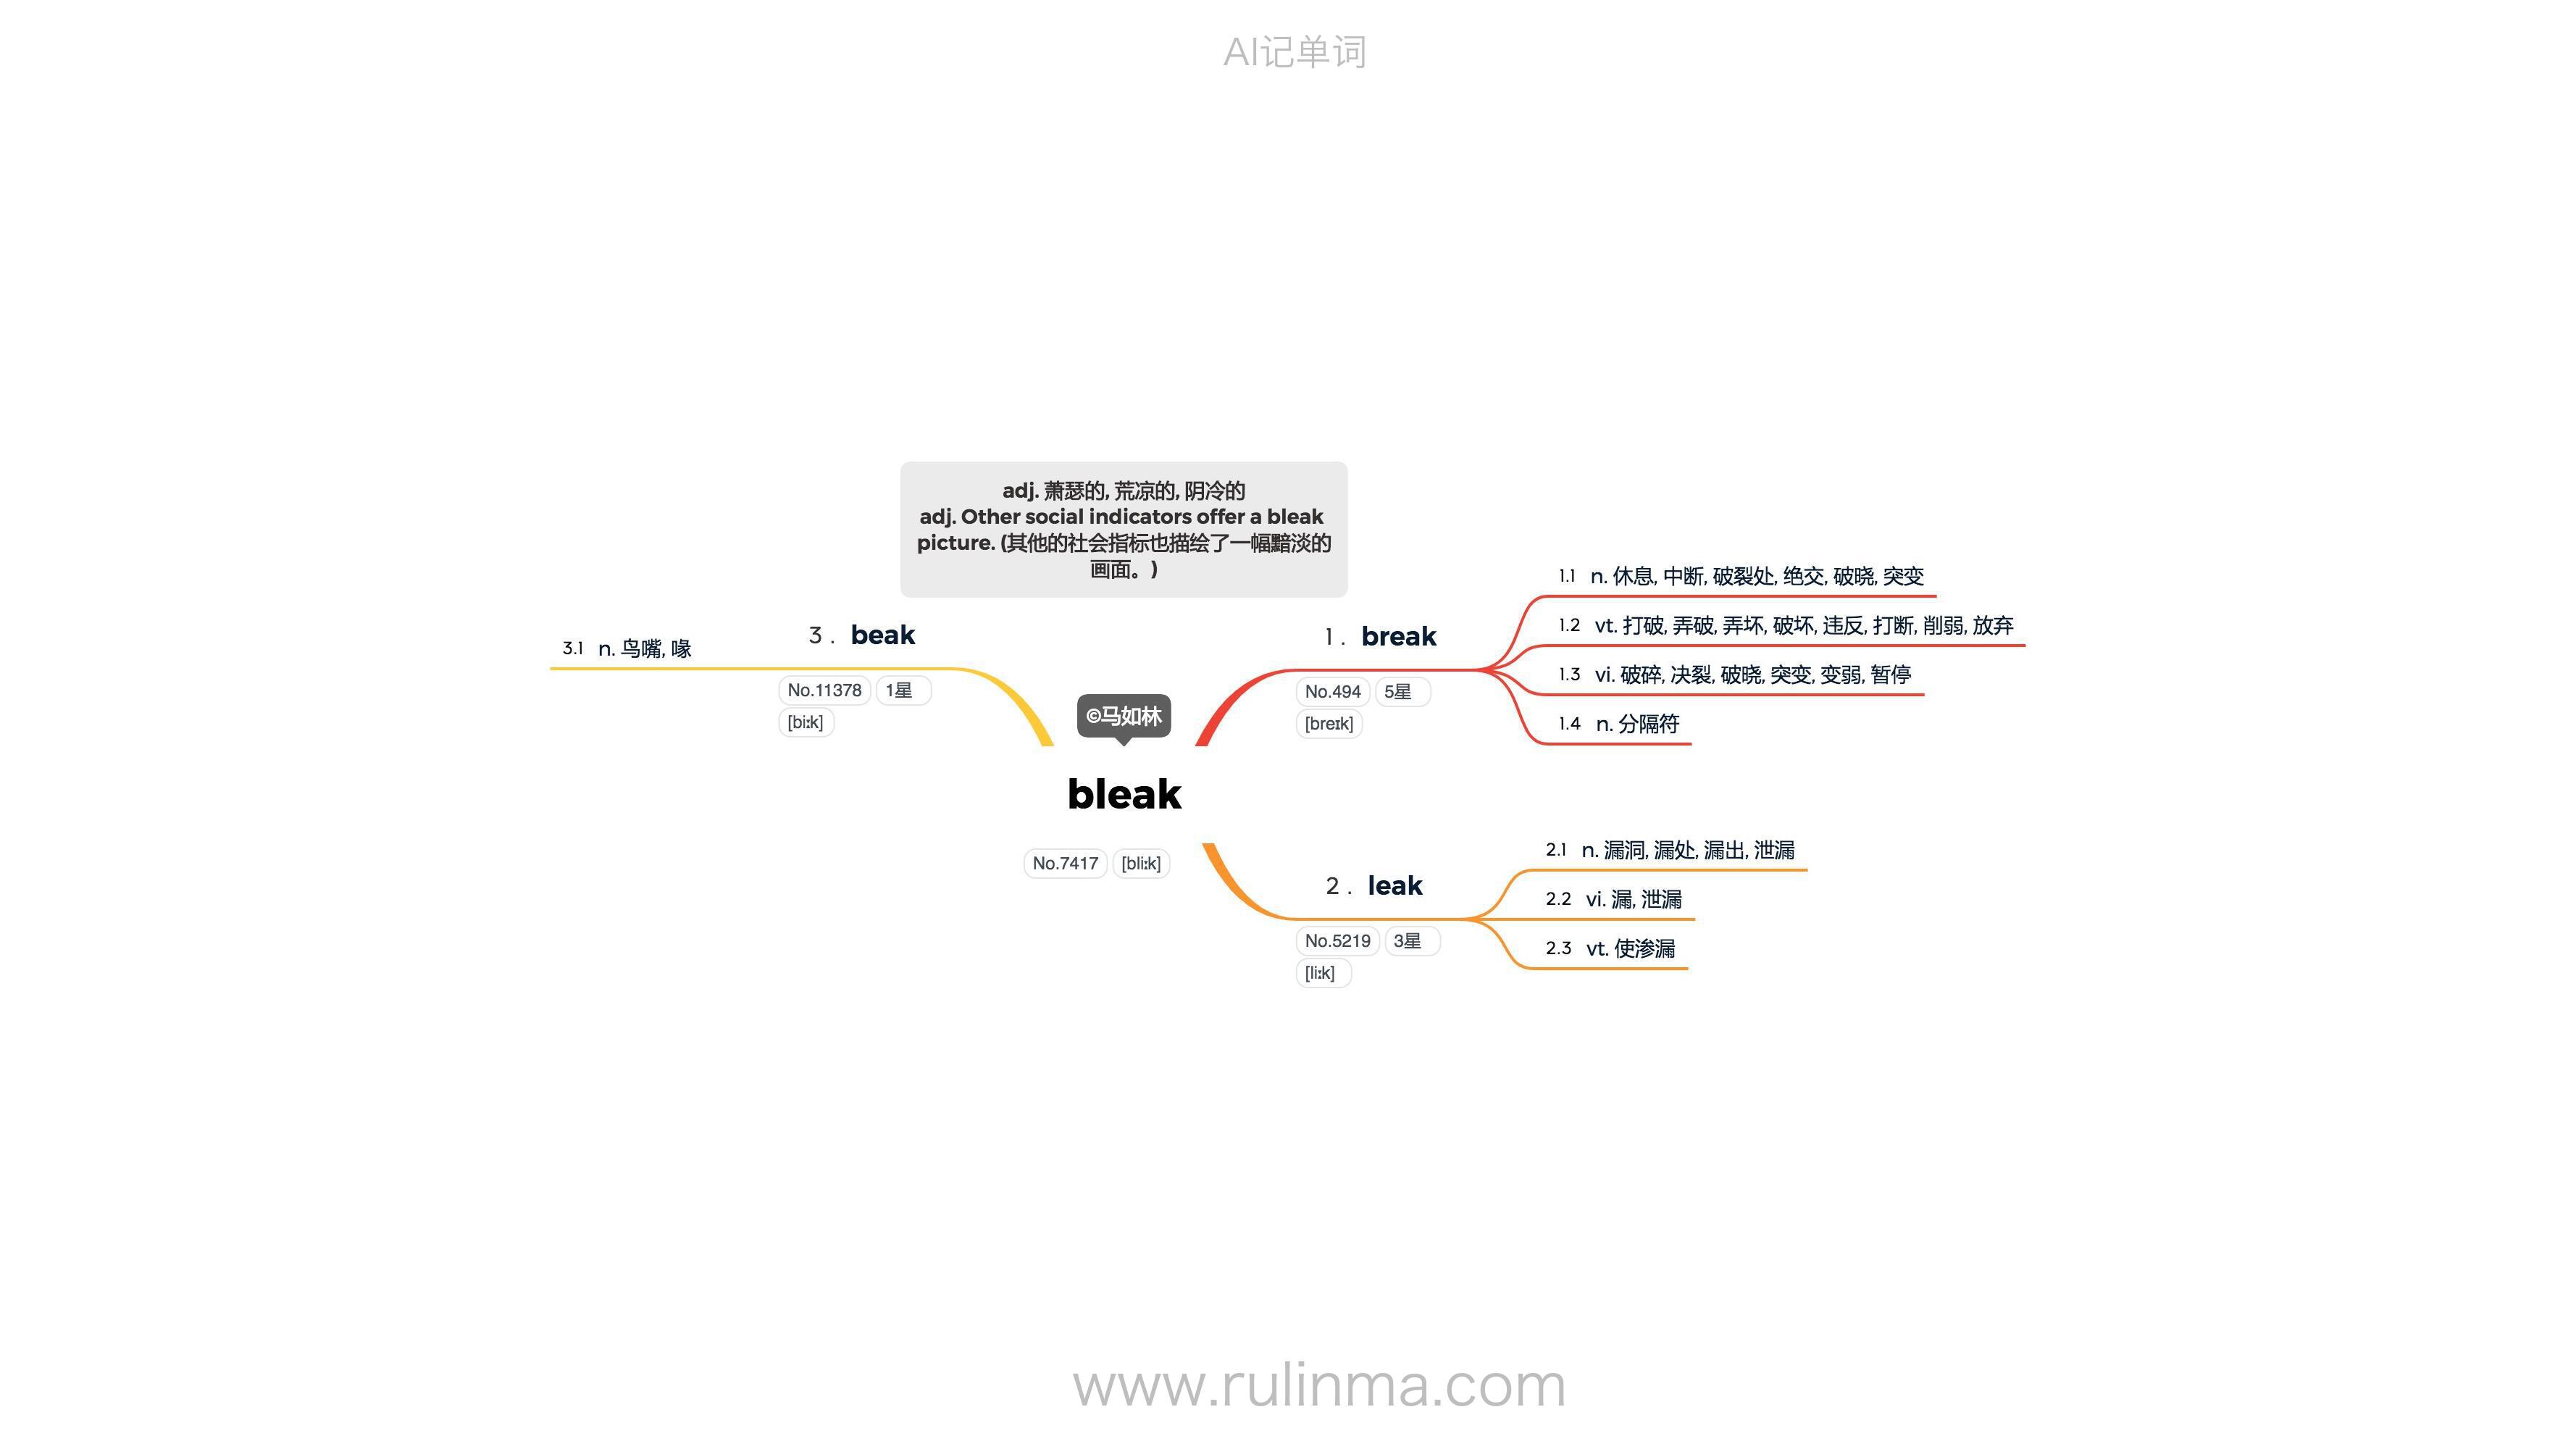 AI记单词
adj. 萧瑟的, 荒凉的, 阴冷的
adj. Other social indicators offer a bleak
picture. (其他的社会指标也描绘了一幅黯淡的
画面。)
©马如林
bleak
No.7417 [bliːk]
1 . break
No.494 5星
[breɪk]
1.1 n. 休息, 中断, 破裂处, 绝交, 破晓, 突变
1.2 vt. 打破, 弄破, 弄坏, 破坏, 违反, 打断, 削弱, 放弃
1.3 vi. 破碎, 决裂, 破晓, 突变, 变弱, 暂停
1.4 n. 分隔符
2 . leak
No.5219 3星
[liːk]
2.1 n. 漏洞, 漏处, 漏出, 泄漏
2.2 vi. 漏, 泄漏
2.3 vt. 使渗漏
3 . beak
No.11378 1星
[biːk]
3.1 n. 鸟嘴, 喙
www.rulinma.com